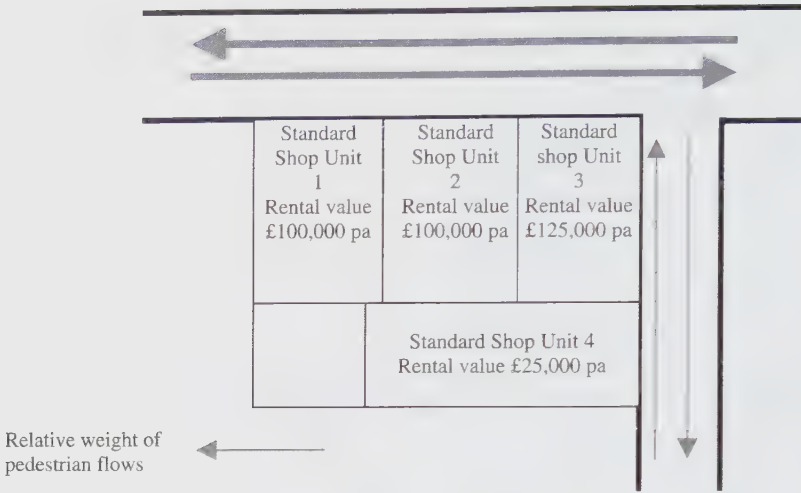 Standard
Shop Unit
1
Rental value
£100,000 pa
Standard
Shop Unit
2
Rental value
£100,000 pa
Standard
shop Unit
3
Rental value
£125,000 pa
Standard Shop Unit 4
Rental value £25,000 pa
Relative weight of
pedestrian flows